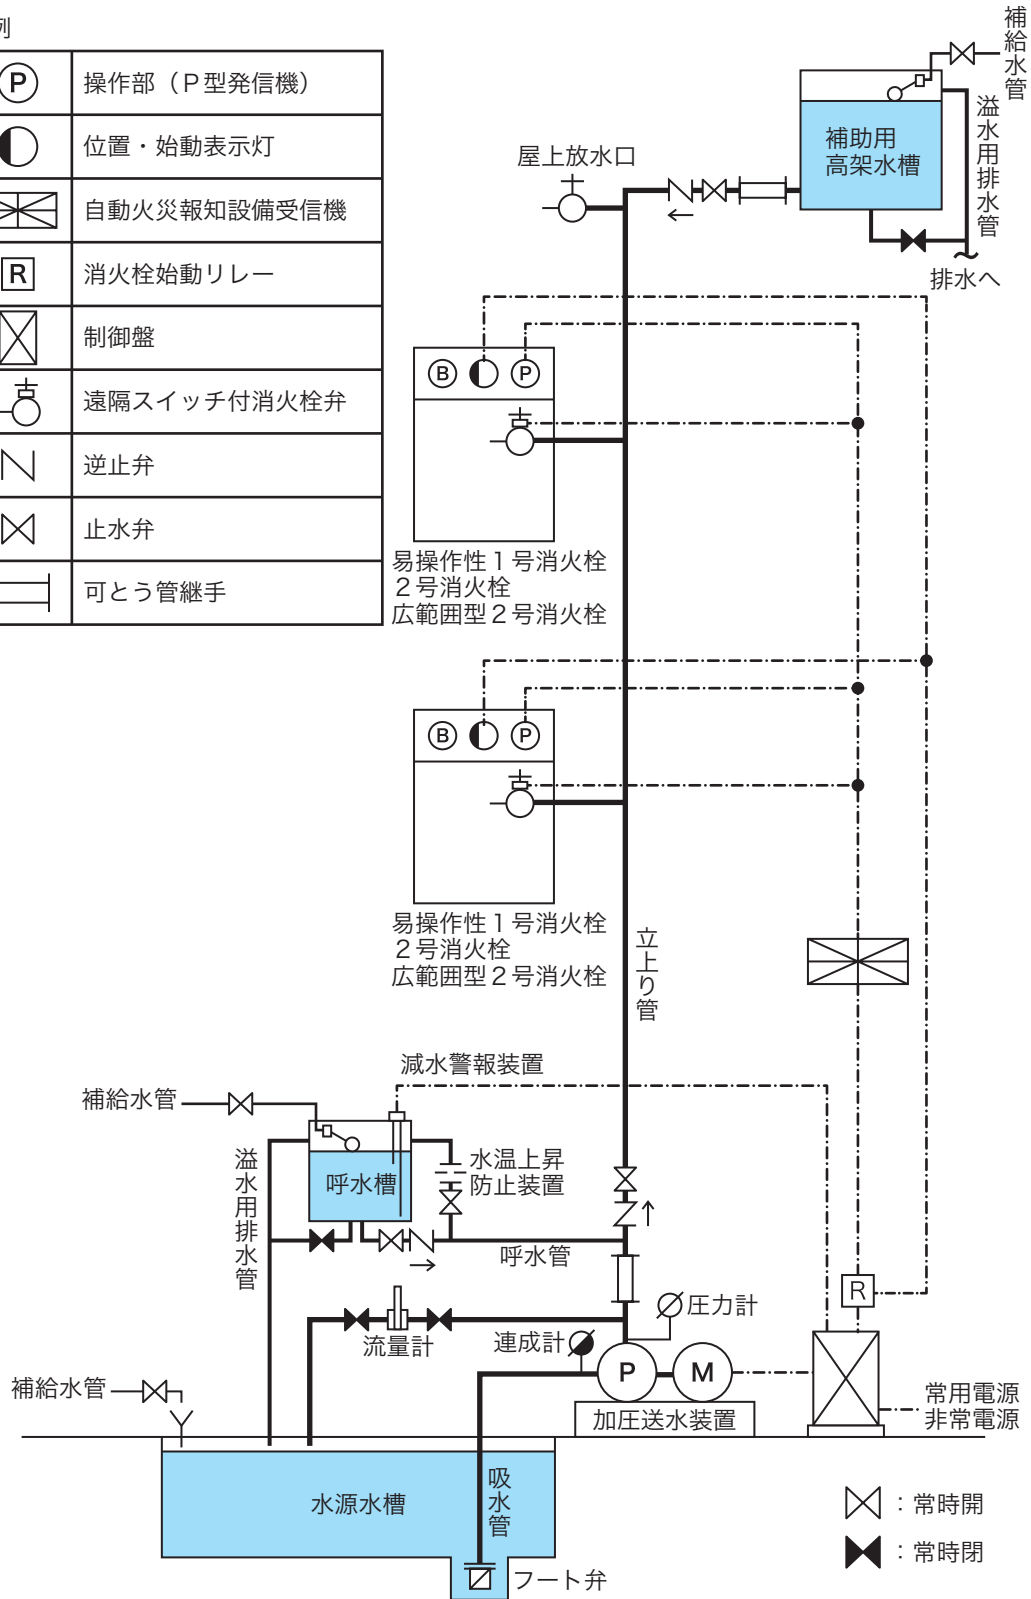 例
P 操作部（Ｐ型発信機）
位置・始動表示灯
自動火災報知設備受信機
R 消火栓始動リレー
制御盤
遠隔スイッチ付消火栓弁
逆止弁
止水弁
可とう管継手
補給水管
溢水用排水管
補助用
高架水槽
屋上放水口
排水へ
B P
易操作性１号消火栓
２号消火栓
広範囲型２号消火栓
B P
易操作性１号消火栓
２号消火栓
広範囲型２号消火栓
立上り管
減水警報装置
補給水管
溢水用排水管
呼水槽
水温上昇
防止装置
呼水管
R
圧力計
流量計
連成計
P M
加圧送水装置
補給水管
常用電源
非常電源
水源水槽
吸水管
フート弁
：常時開
：常時閉